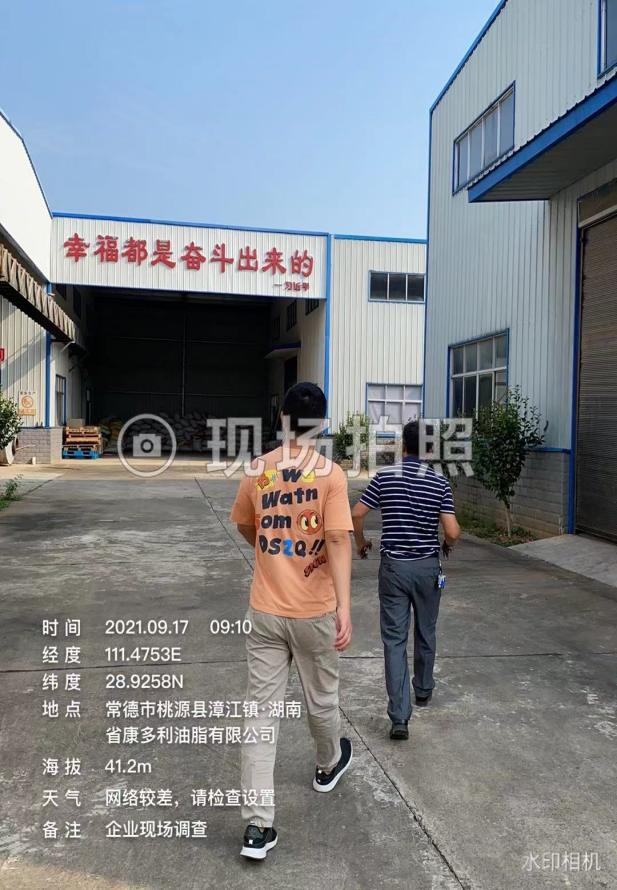 幸福都是奋斗出来的
—习近平
现场拍照
W
Watn
om
DSZQ!!
时间 2021.09.17 09:10
经度 111.4753E
纬度 28.9258N
地点 常德市桃源县漳江镇·湖南
省康多利油脂有限公司
海拔 41.2m
天气 网络较差，请检查设置
备注 企业现场调查
水印相机